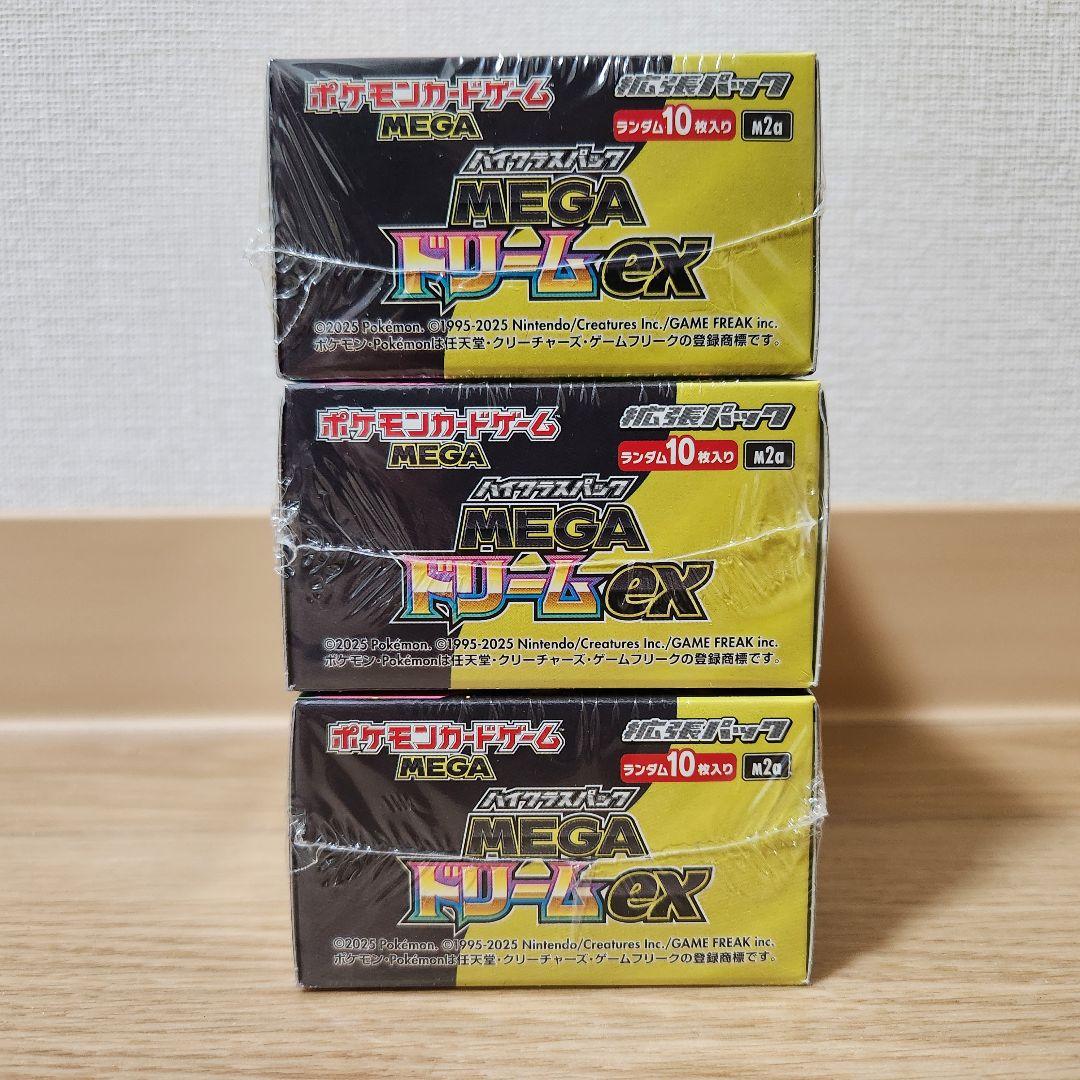 ポケモンカードゲーム
MEGA
拡張パック
ランダム10枚入り M2a
ハイクラスパック
MEGA
ドリームex
©2025 Pokémon. ©1995-2025 Nintendo/Creatures Inc./GAME FREAK inc.
ポケモン・Pokémonは任天堂・クリーチャーズ・ゲームフリークの登録商標です。
ポケモンカードゲーム
MEGA
拡張パック
ランダム10枚入り M2a
ハイクラスパック
MEGA
ドリームex
©2025 Pokémon. ©1995-2025 Nintendo/Creatures Inc./GAME FREAK inc.
ポケモン・Pokémonは任天堂・クリーチャーズ・ゲームフリークの登録商標です。
ポケモンカードゲーム
MEGA
拡張パック
ランダム10枚入り M2a
ハイクラスパック
MEGA
ドリームex
©2025 Pokémon. ©1995-2025 Nintendo/Creatures Inc./GAME FREAK inc.
ポケモン・Pokémonは任天堂・クリーチャーズ・ゲームフリークの登録商標です。